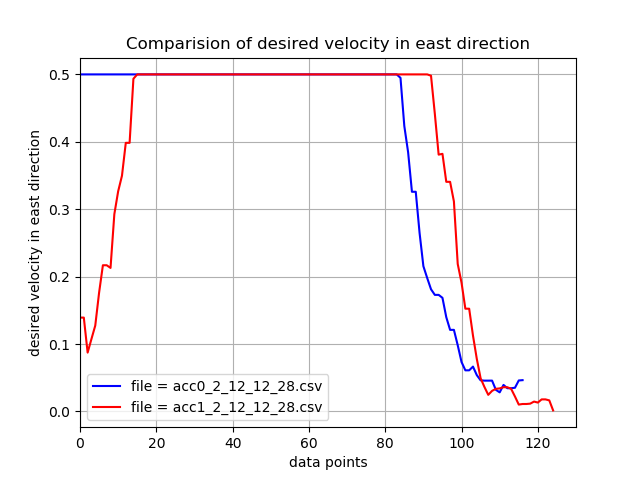 Comparision of desired velocity in east direction
desired velocity in east direction
0.5
0.4
0.3
0.2
0.1
0.0
file = acc0_2_12_12_28.csv
file = acc1_2_12_12_28.csv
0 20 40 60 80 100 120
data points